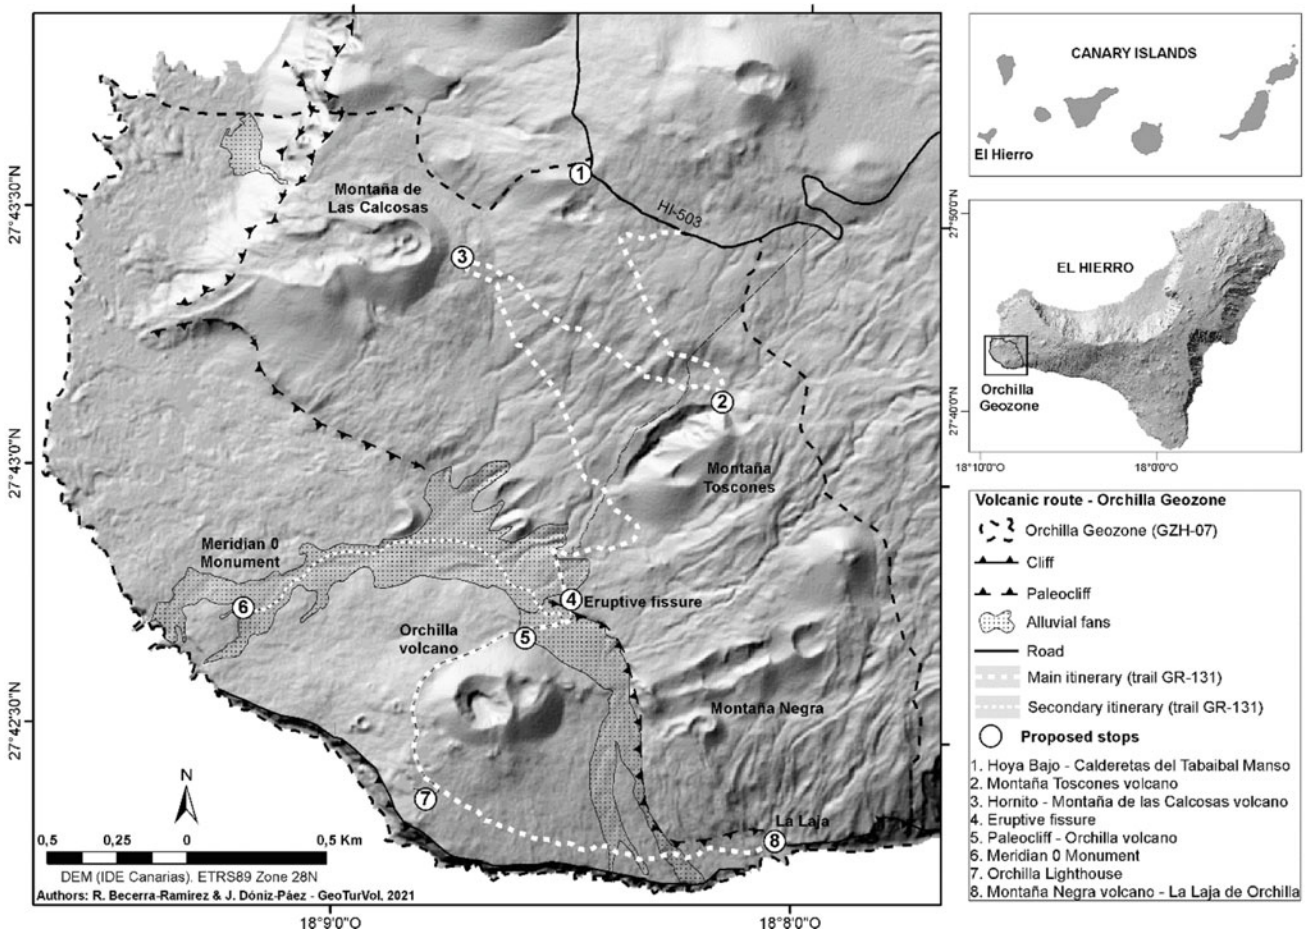 CANARY ISLANDS
El Hierro
27°43'30"N
27°43'0"N
27°42'30"N
Montaña de
Las Calcosas
HI-503
1
3
2
Montaña
Toscones
Meridian 0
Monument
6
4
Eruptive fissure
5
Orchilla
volcano
Montaña Negra
7
La Laja
8
N
0,5 0,25 0 0,5 Km
DEM (IDE Canarias). ETRS89 Zone 28N
Authors: R. Becerra-Ramírez & J. Dóniz-Páez - GeoTurVol, 2021
18°9'0"O
18°8'0"O
27°50'0"N
27°40'0"N
EL HIERRO
Orchilla
Geozone
18°10'0"O
18°0'0"O
Volcanic route - Orchilla Geozone
Orchilla Geozone (GZH-07)
Cliff
Paleocliff
Alluvial fans
Road
Main itinerary (trail GR-131)
Secondary itinerary (trail GR-131)
Proposed stops
1. Hoya Bajo - Calderetas del Tabaibal Manso
2. Montaña Toscones volcano
3. Hornito - Montaña de las Calcosas volcano
4. Eruptive fissure
5. Paleocliff - Orchilla volcano
6. Meridian 0 Monument
7. Orchilla Lighthouse
8. Montaña Negra volcano - La Laja de Orchilla